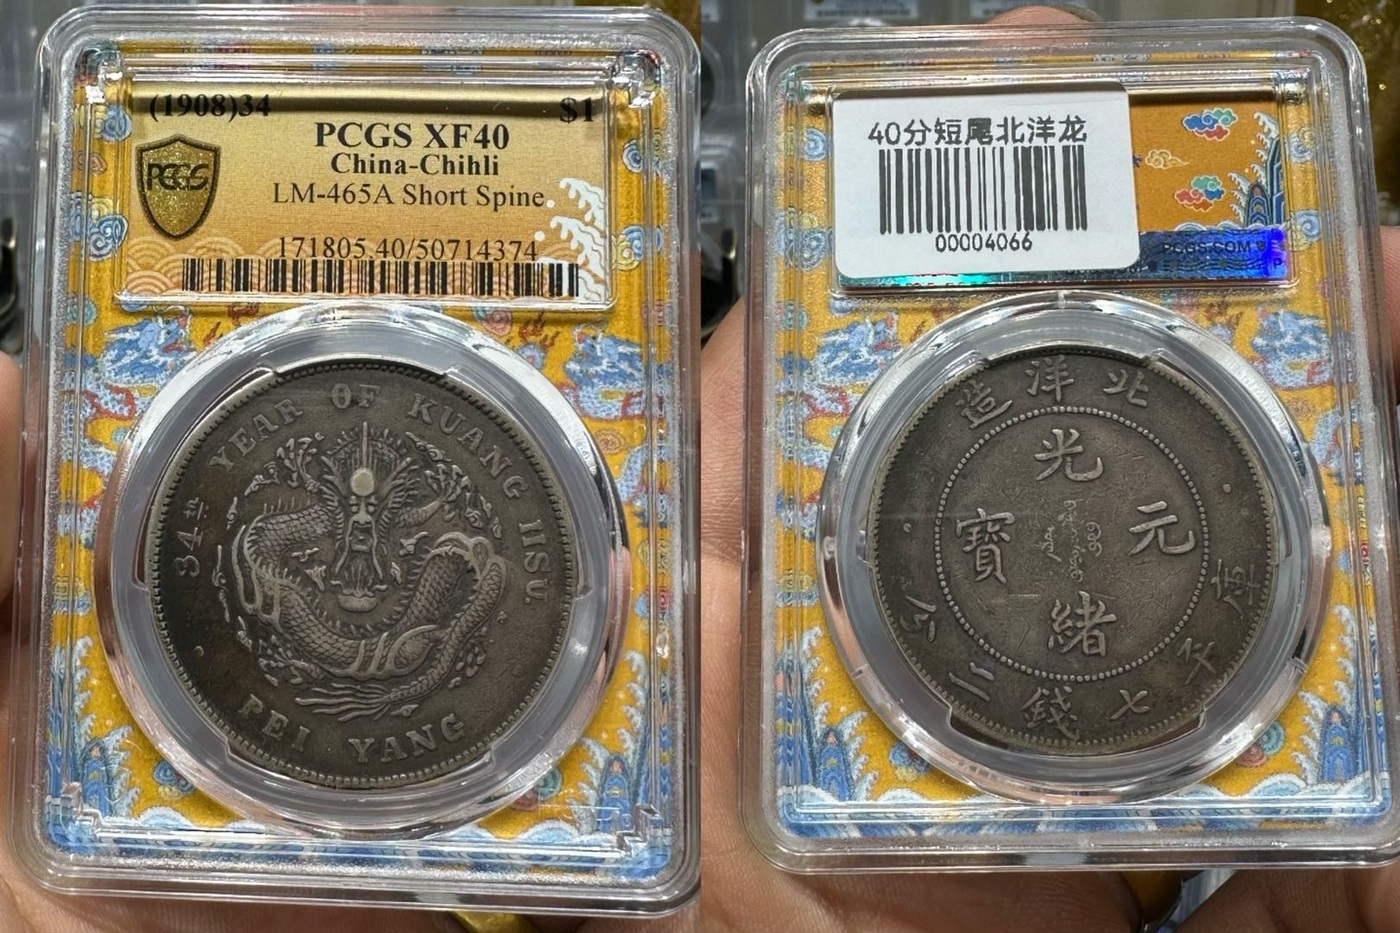 (1908)34 $1
PCGS XF40
China-Chihli
LM-465A Short Spine
171805.40/50714374
PCGS
34TH YEAR OF KUANG HSU
PEI YANG
40分短尾北洋龙
00004066
PCGS.COM
造洋北
光
元
寶
緒
庫平七錢二分